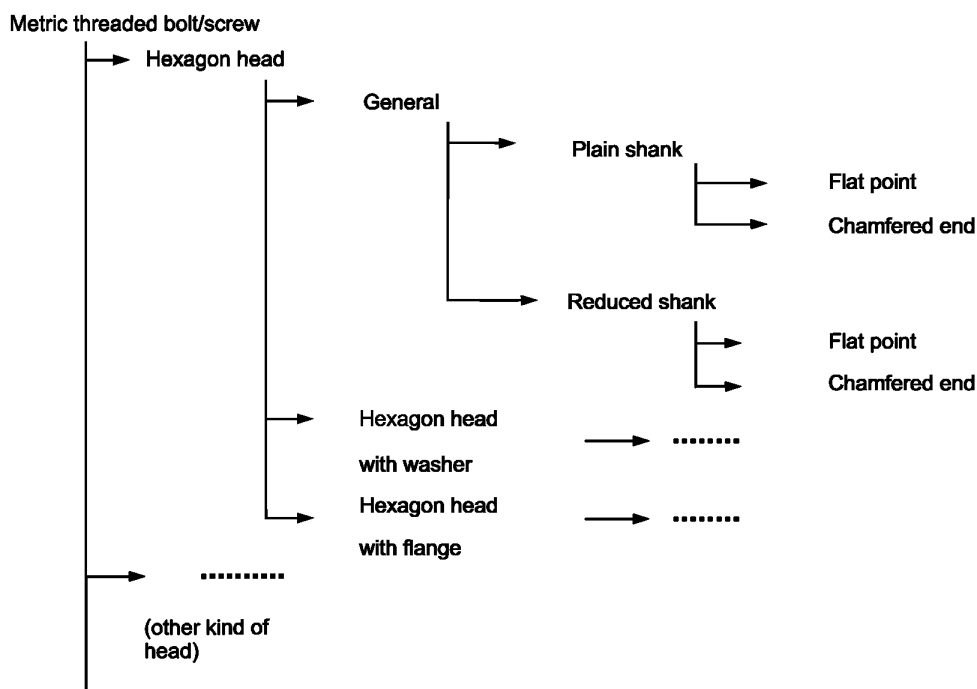 Metric threaded bolt/screw
Hexagon head
General
Plain shank
Flat point
Chamfered end
Reduced shank
Flat point
Chamfered end
Hexagon head
with washer
Hexagon head
with flange
(other kind of
head)